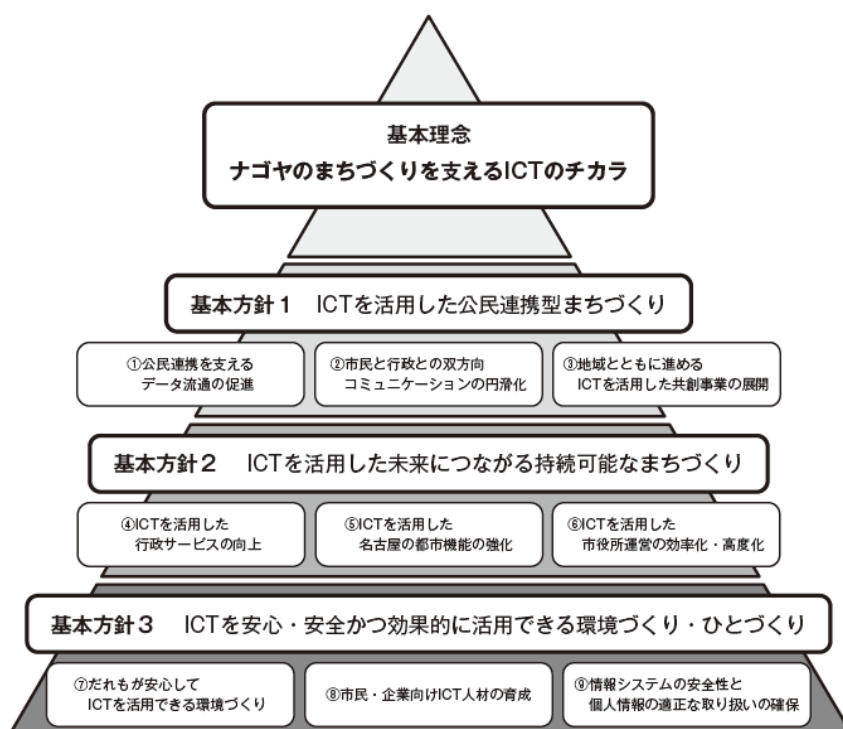 基本理念
ナゴヤのまちづくりを支えるICTのチカラ
基本方針1 ICTを活用した公民連携型まちづくり
①公民連携を支える
データ流通の促進
②市民と行政との双方向
コミュニケーションの円滑化
③地域とともに進める
ICTを活用した共創事業の展開
基本方針2 ICTを活用した未来につながる持続可能なまちづくり
④ICTを活用した
行政サービスの向上
⑤ICTを活用した
名古屋の都市機能の強化
⑥ICTを活用した
市役所運営の効率化・高度化
基本方針3 ICTを安心・安全かつ効果的に活用できる環境づくり・ひとづくり
⑦だれもが安心して
ICTを活用できる環境づくり
⑧市民・企業向けICT人材の育成
⑨情報システムの安全性と
個人情報の適正な取り扱いの確保